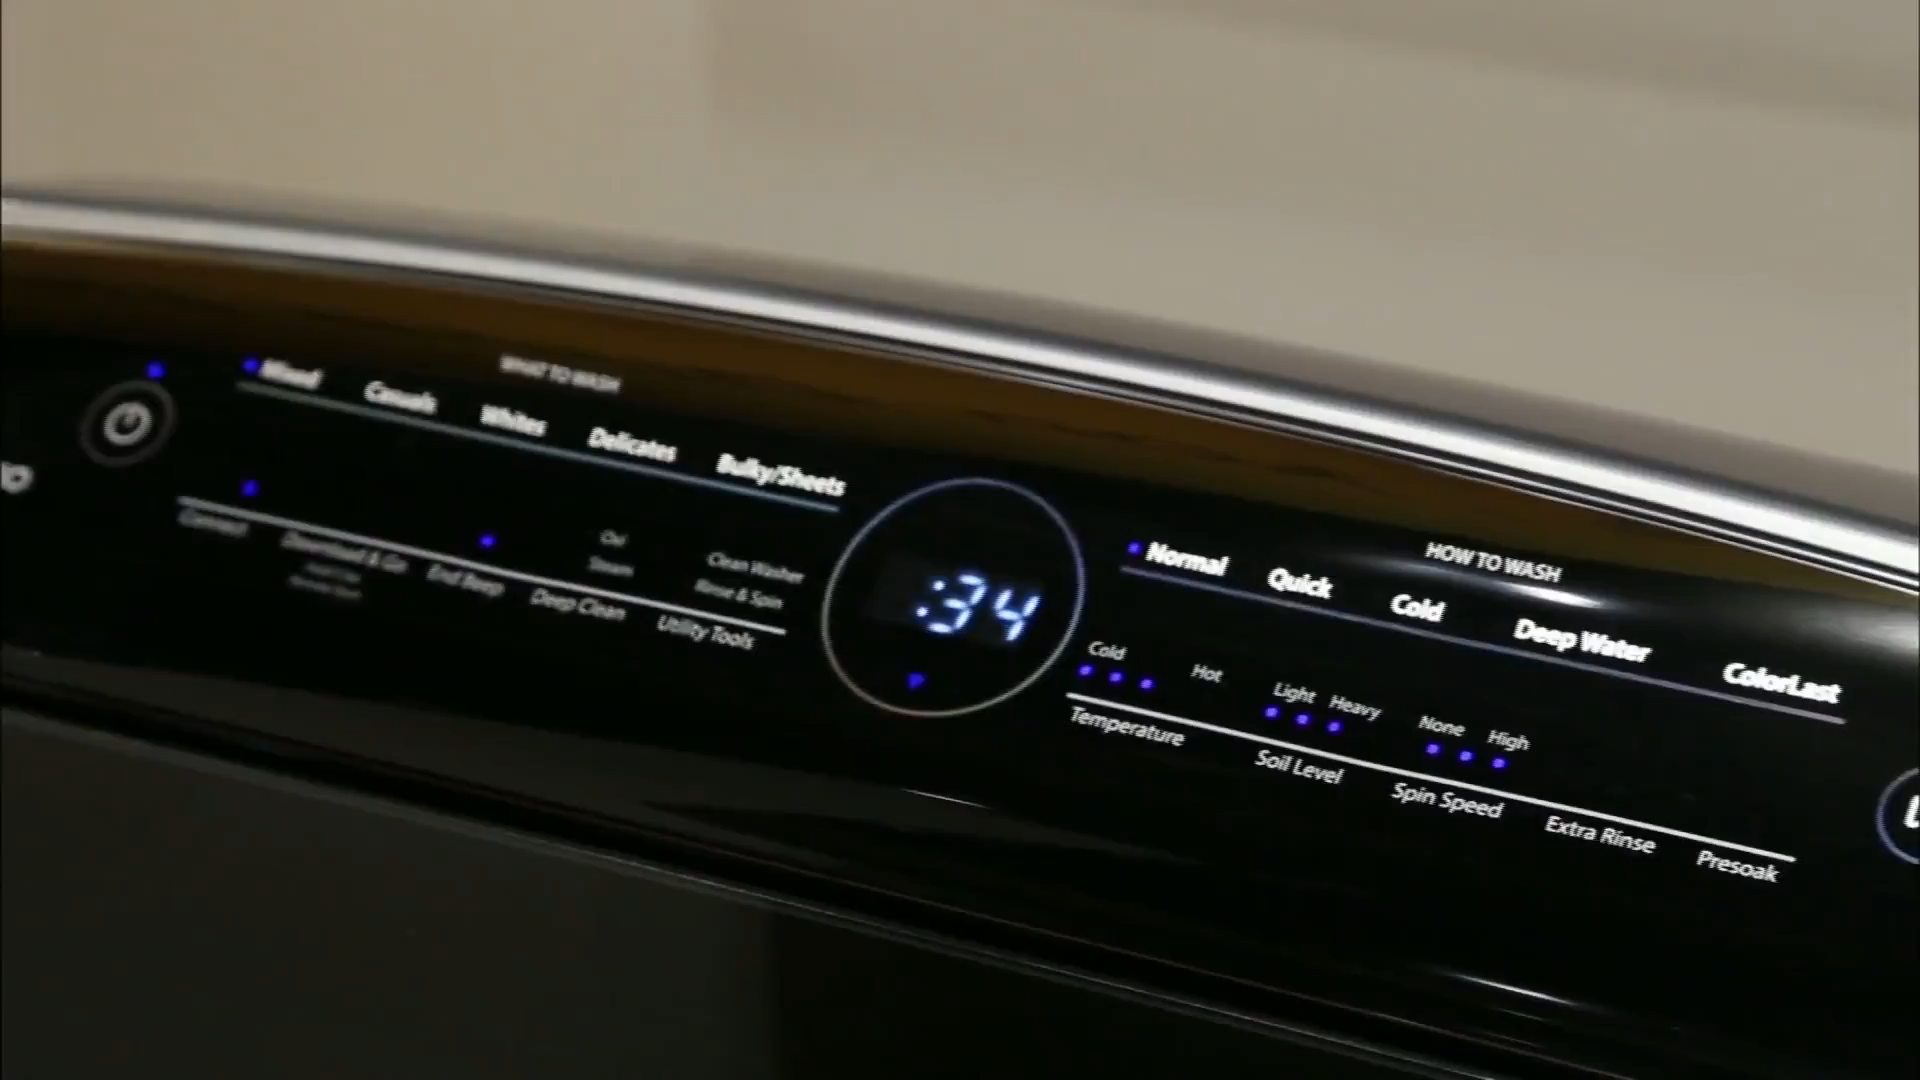 WHAT TO WASH
Mixed Casuals Whites Delicates Bulky/Sheets
Oxi Clean Washer
Steam Rinse & Spin
Connect Download & Go End Beep Deep Clean Utility Tools
:34
HOW TO WASH
Normal Quick Cold Deep Water ColorLast
Cold Hot Light Heavy None High
Temperature Soil Level Spin Speed Extra Rinse Presoak